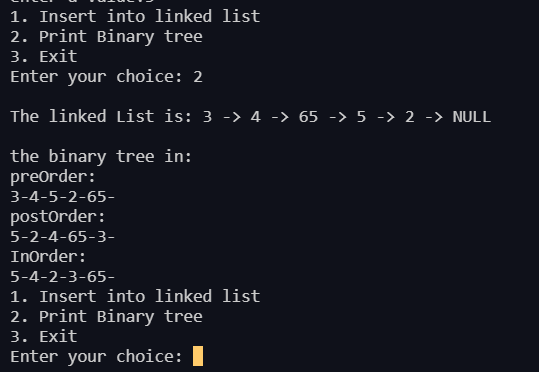 enter a value:3
1. Insert into linked list
2. Print Binary tree
3. Exit
Enter your choice: 2
The linked List is: 3 -> 4 -> 65 -> 5 -> 2 -> NULL
the binary tree in:
preOrder:
3-4-5-2-65-
postOrder:
5-2-4-65-3-
InOrder:
5-4-2-3-65-
1. Insert into linked list
2. Print Binary tree
3. Exit
Enter your choice: